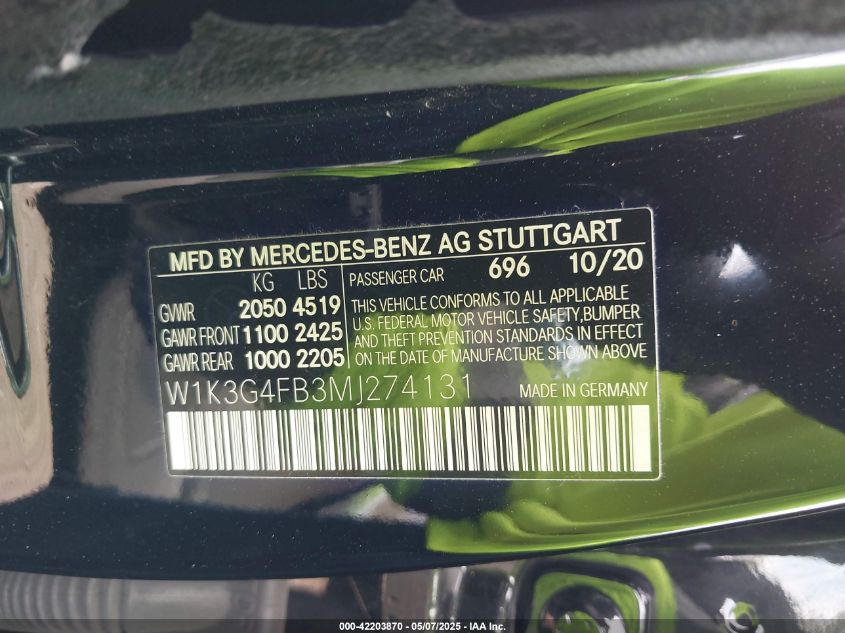 MFD BY MERCEDES-BENZ AG STUTTGART
KG LBS
GVWR 2050 4519
GAWR FRONT 1100 2425
GAWR REAR 1000 2205
PASSENGER CAR 696 10/20
THIS VEHICLE CONFORMS TO ALL APPLICABLE
U.S. FEDERAL MOTOR VEHICLE SAFETY,BUMPER
AND THEFT PREVENTION STANDARDS IN EFFECT
ON THE DATE OF MANUFACTURE SHOWN ABOVE
W1K3G4FB3MJ274131 MADE IN GERMANY
000-42203870 - 05/07/2025 - IAA Inc.